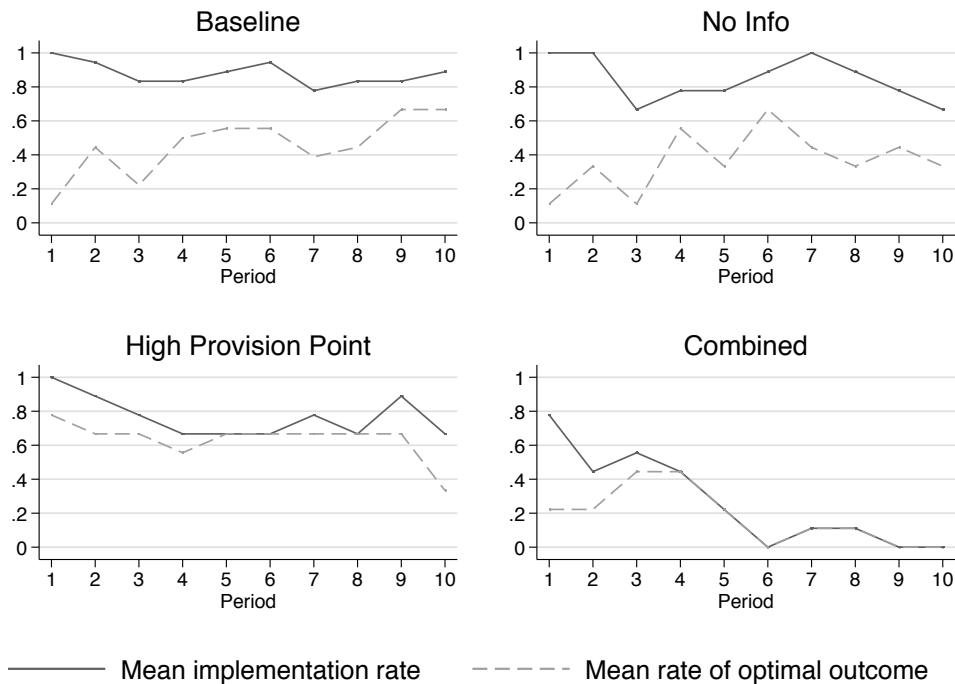 Baseline
No Info
1
.8
.6
.4
.2
0
1 2 3 4 5 6 7 8 9 10
Period
1
.8
.6
.4
.2
0
1 2 3 4 5 6 7 8 9 10
Period
High Provision Point
Combined
1
.8
.6
.4
.2
0
1 2 3 4 5 6 7 8 9 10
Period
1
.8
.6
.4
.2
0
1 2 3 4 5 6 7 8 9 10
Period
Mean implementation rate
Mean rate of optimal outcome